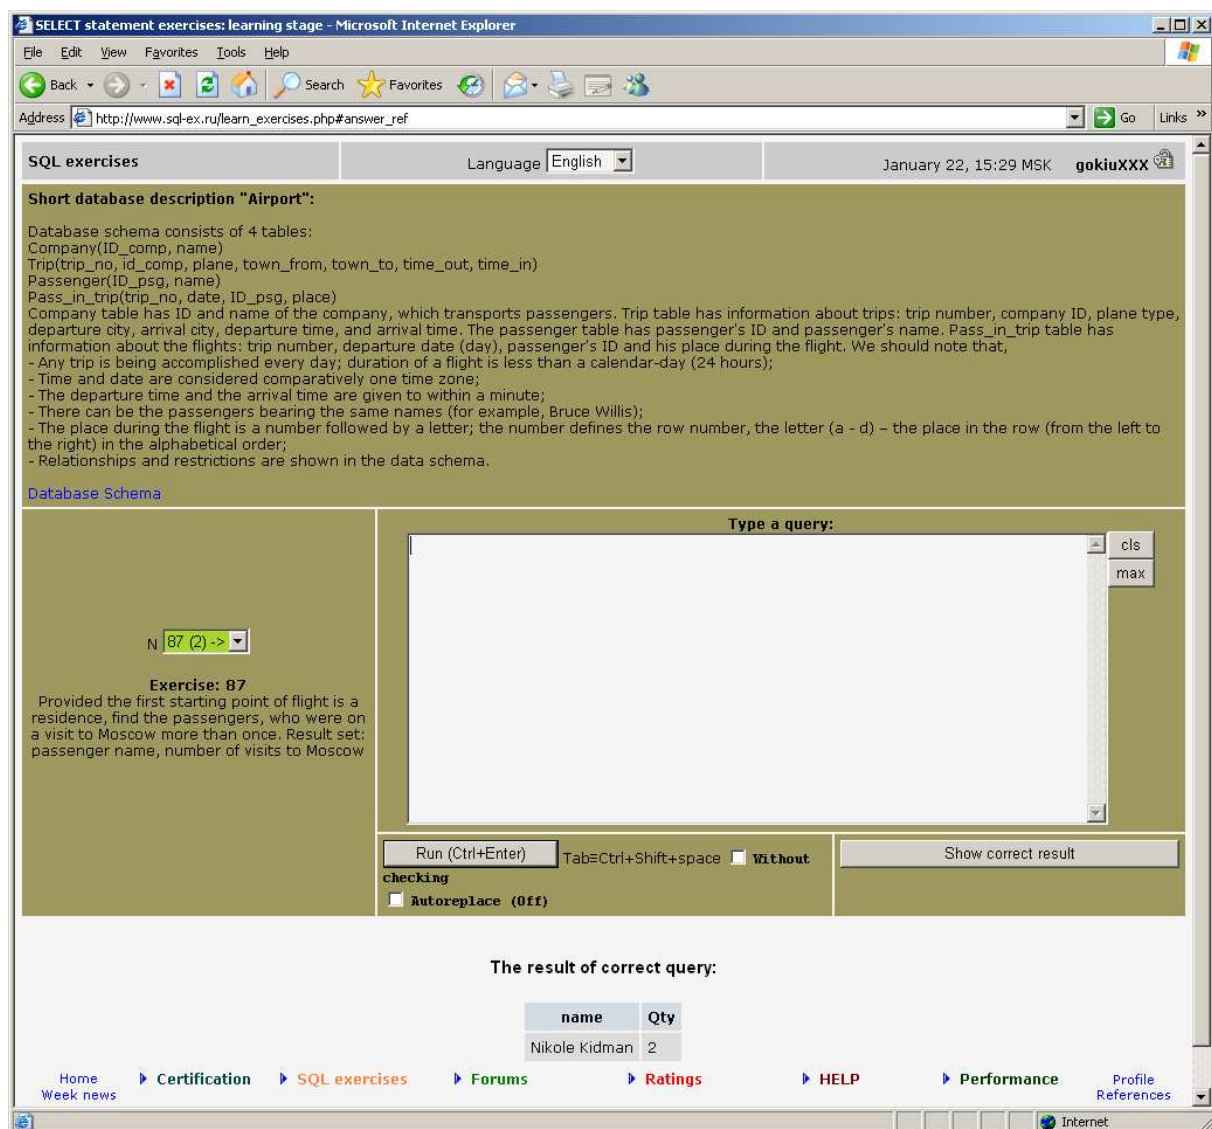 SELECT statement exercises: learning stage - Microsoft Internet Explorer
File Edit View Favorites Tools Help
Back Search Favorites
Address http://www.sql-ex.ru/learn_exercises.php#answer_ref Go Links »
SQL exercises Language English January 22, 15:29 MSK gokiuXXX
Short database description "Airport":
Database schema consists of 4 tables:
Company(ID_comp, name)
Trip(trip_no, id_comp, plane, town_from, town_to, time_out, time_in)
Passenger(ID_psg, name)
Pass_in_trip(trip_no, date, ID_psg, place)
Company table has ID and name of the company, which transports passengers. Trip table has information about trips: trip number, company ID, plane type,
departure city, arrival city, departure time, and arrival time. The passenger table has passenger's ID and passenger's name. Pass_in_trip table has
information about the flights: trip number, departure date (day), passenger's ID and his place during the flight. We should note that,
- Any trip is being accomplished every day; duration of a flight is less than a calendar-day (24 hours);
- Time and date are considered comparatively one time zone;
- The departure time and the arrival time are given to within a minute;
- There can be the passengers bearing the same names (for example, Bruce Willis);
- The place during the flight is a number followed by a letter; the number defines the row number, the letter (a - d) – the place in the row (from the left to
the right) in the alphabetical order;
- Relationships and restrictions are shown in the data schema.
Database Schema
Type a query:
cls
max
N 87 (2) ->
Exercise: 87
Provided the first starting point of flight is a
residence, find the passengers, who were on
a visit to Moscow more than once. Result set:
passenger name, number of visits to Moscow
Run (Ctrl+Enter) Tab≡Ctrl+Shift+space Without
checking
Autoreplace (Off)
Show correct result
The result of correct query:
name Qty
Nikole Kidman 2
Home Certification SQL exercises Forums Ratings HELP Performance Profile
Week news References
Internet